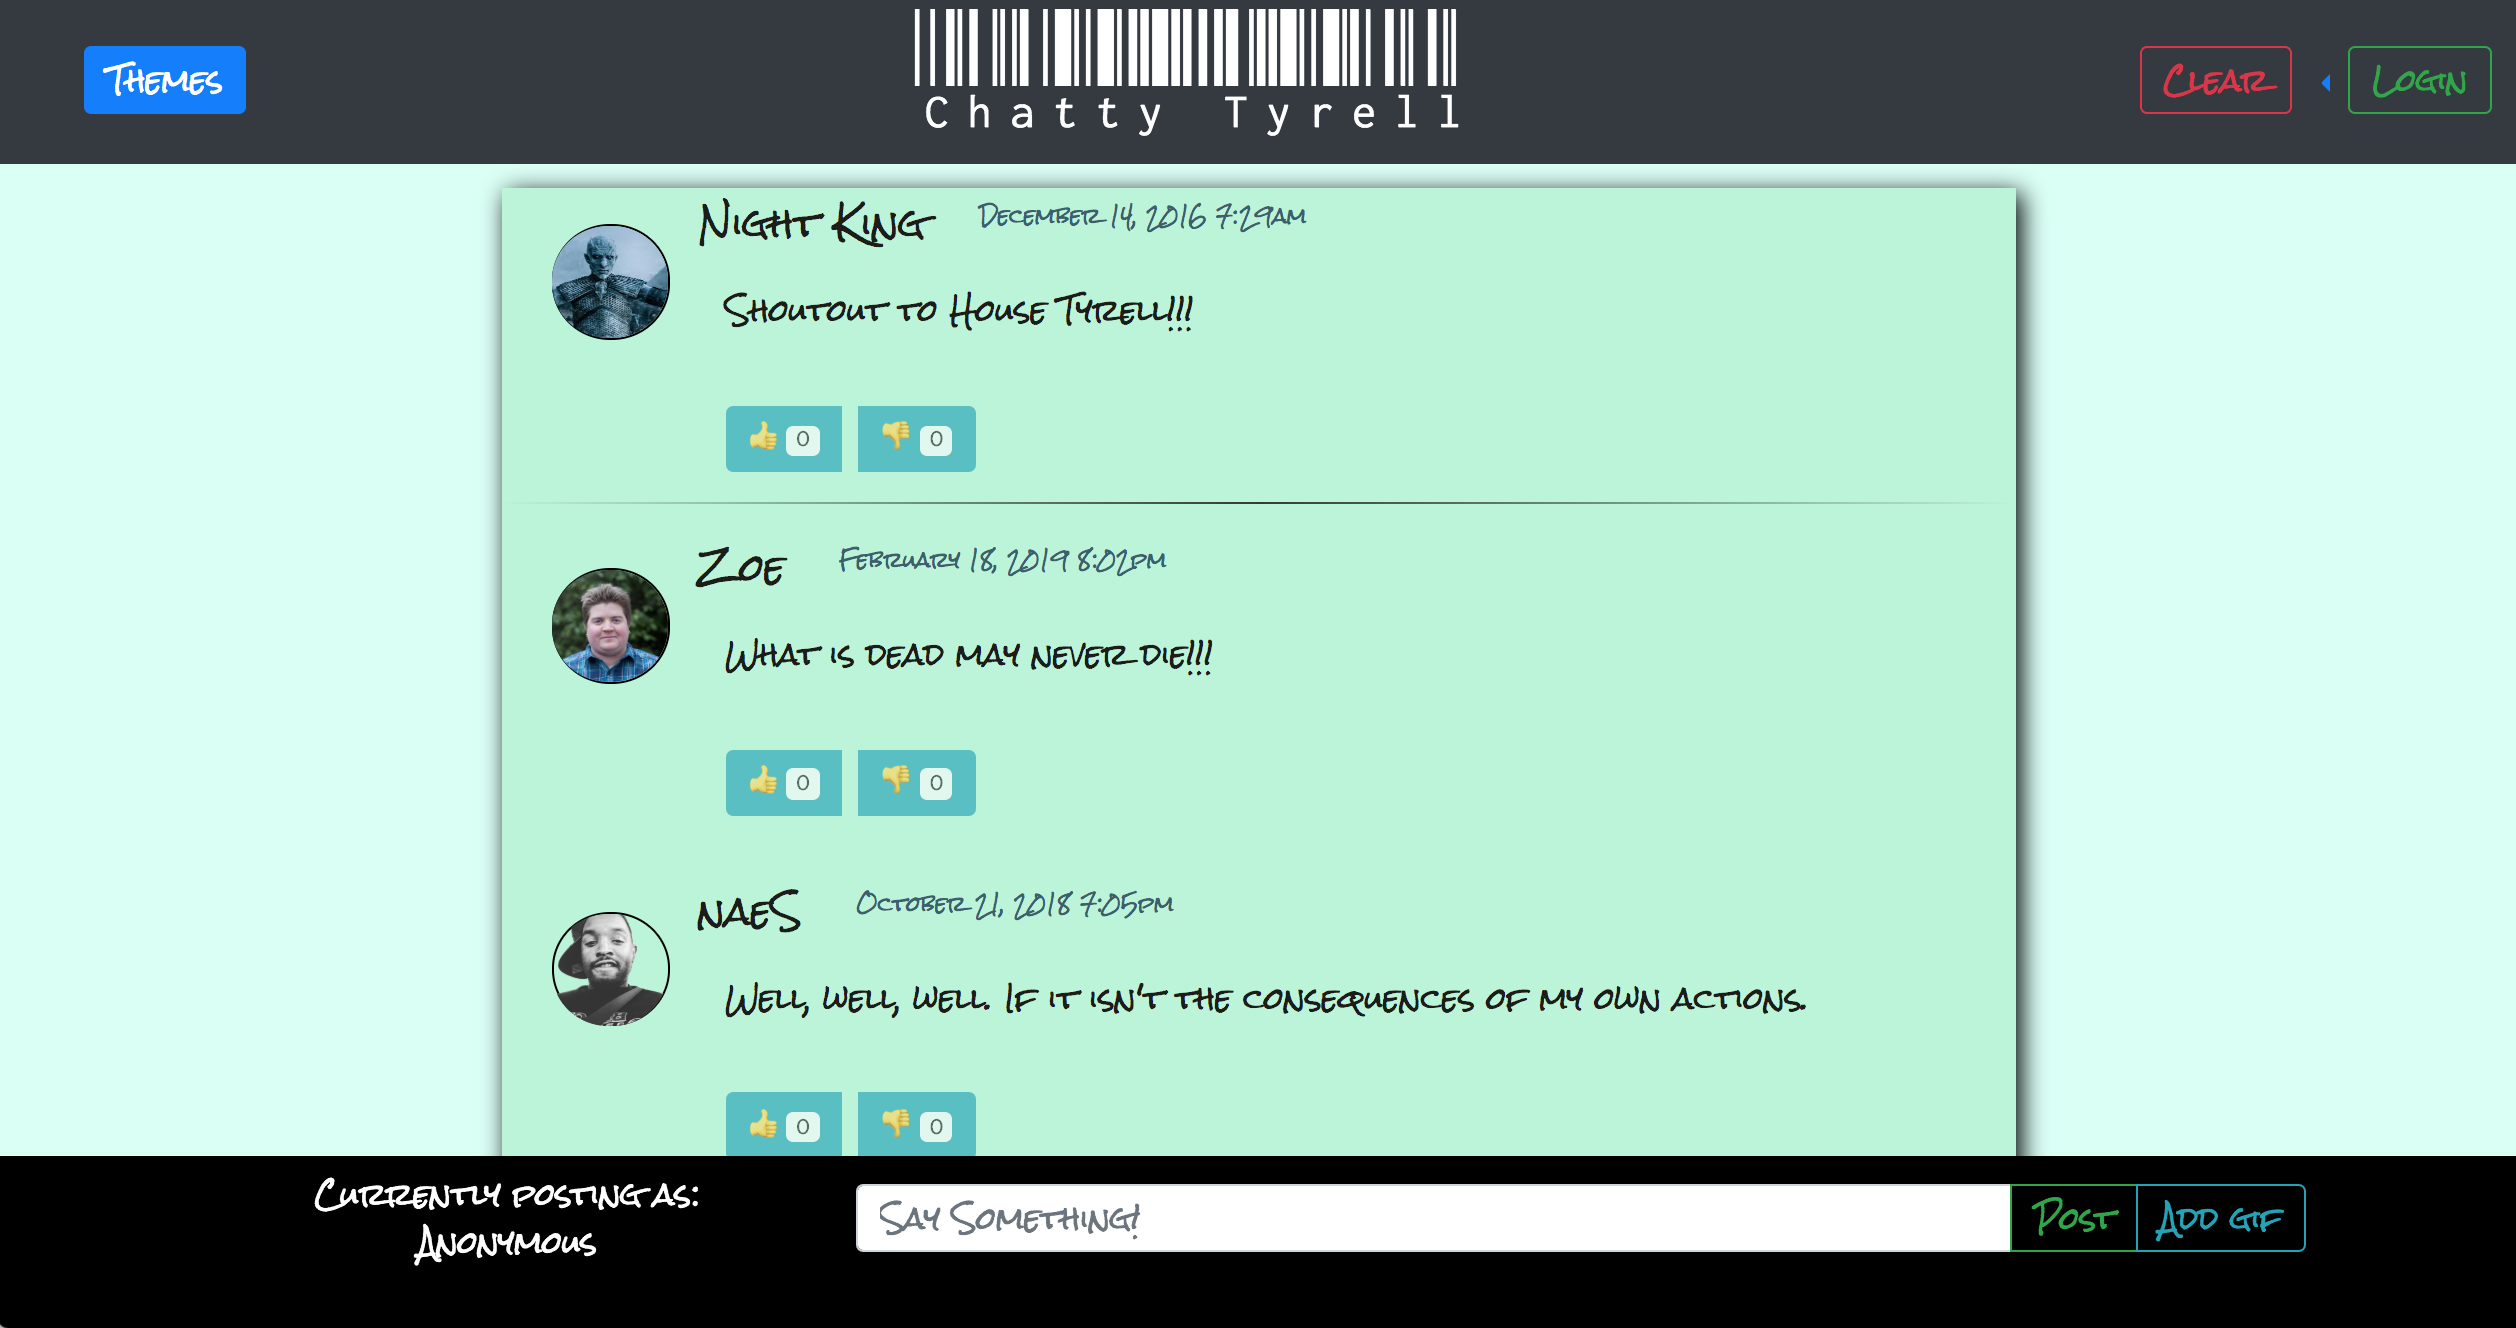 Themes
Chatty Tyrell
Clear
Login
Night King December 14, 2016 7:29am
Shoutout to House Tyrell!!!
👍 0 👎 0
Zoe February 18, 2019 8:02pm
What is dead may never die!!!
👍 0 👎 0
naeS October 21, 2018 7:05pm
Well, well, well. If it isn't the consequences of my own actions.
👍 0 👎 0
Currently posting as:
Anonymous
Say Something!
Post
Add gif